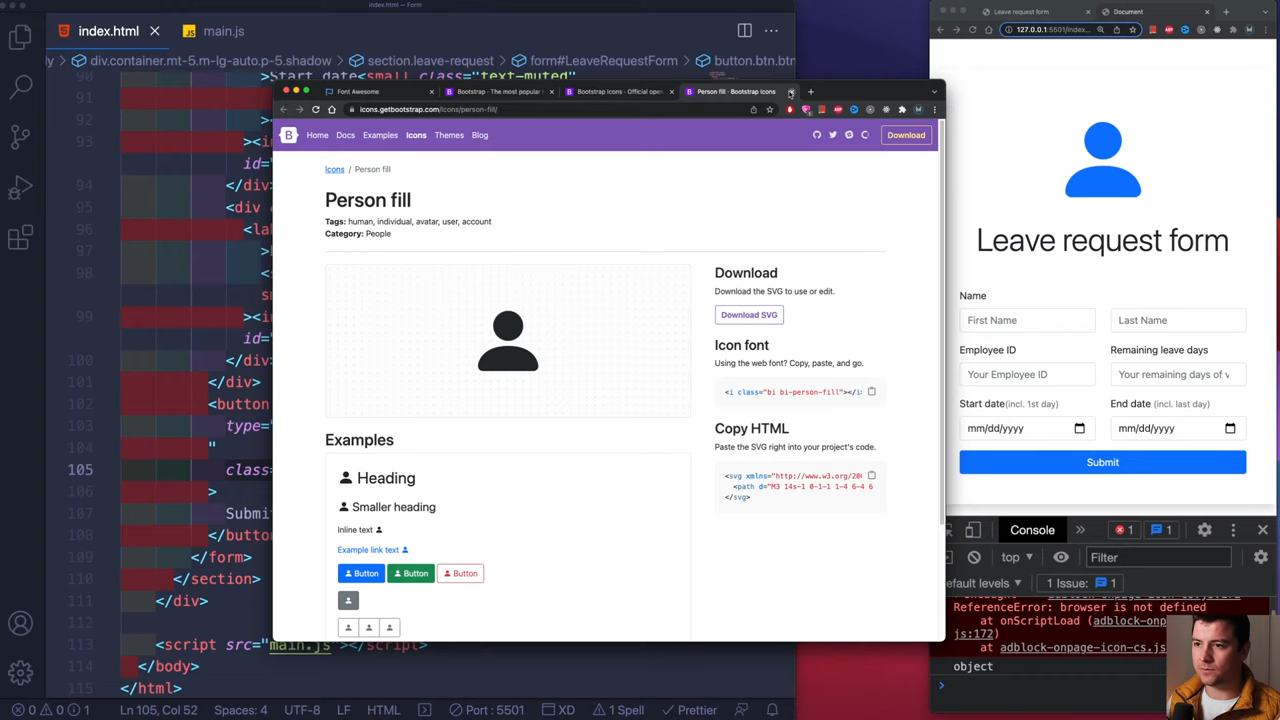 index.html — Form
index.html
main.js
div.container.mt-5.m-lg-auto.p-5.shadow
section.leave-request
form#LeaveRequestForm
button.btn.btn
Start date<small class="text-muted
91
92
93
id=
94
</div
95
<div
96
<la
97
98
99
id=
100
</di
101
</div>
102
<button
103
type=
104
"
105
class=
106
>
107
Submi
108
</butto
109
</form>
110
</section>
111
</div>
112
113
<script src="main.js"></script>
114
</body>
115
</html>
0
0
1
Ln 105, Col 52
Spaces: 4
UTF-8
LF
HTML
Port : 5501
XD
1 Spell
Prettier
Font Awesome
Bootstrap · The most popular
Bootstrap Icons · Official open
Person fill · Bootstrap Icons
icons.getbootstrap.com/icons/person-fill/
B
Home
Docs
Examples
Icons
Themes
Blog
Download
Icons / Person fill
Person fill
Tags: human, individual, avatar, user, account
Category: People
Download
Download the SVG to use or edit.
Download SVG
Icon font
Using the web font? Copy, paste, and go.
<i class="bi bi-person-fill"></i>
Copy HTML
Paste the SVG right into your project's code.
<svg xmlns="http://www.w3.org/20
<path d="M3 14s-1 0-1-1 1-4 6-4 6
</svg>
Examples
Heading
Smaller heading
Inline text
Example link text
Button
Button
Button
Leave request form
Document
127.0.0.1:5501/index...
Leave request form
Name
First Name
Last Name
Employee ID
Remaining leave days
Your Employee ID
Your remaining days of v
Start date(incl. 1st day)
End date (incl. last day)
mm/dd/yyyy
mm/dd/yyyy
Submit
Console
1
1
top
Filter
efault levels
1 Issue:
1
ReferenceError: browser is not defined
at onScriptLoad (adblock-onp
js:172)
at adblock-onpage-icon-cs.js
object